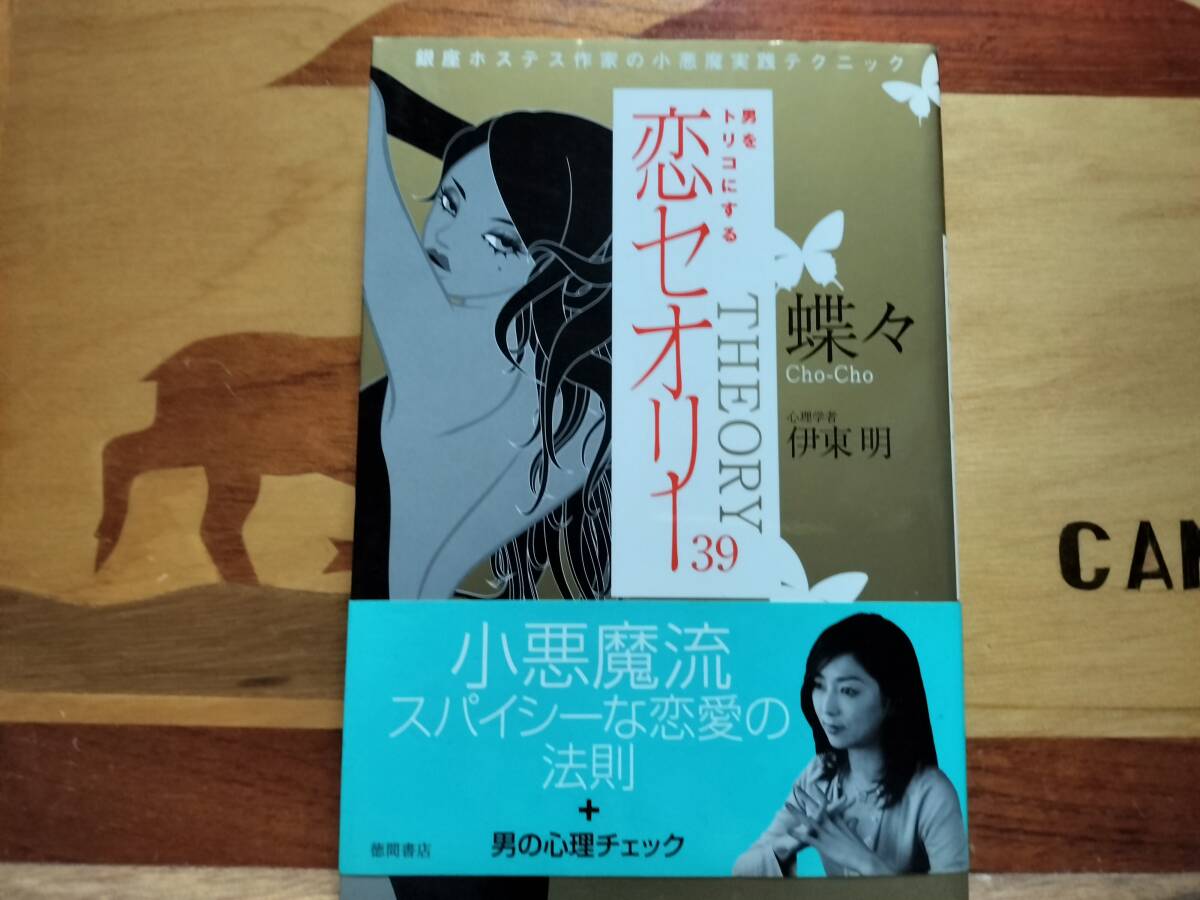 銀座ホステス作家の小悪魔実践テクニック
男を
トリコにする
恋セオリー39
THEORY
蝶々
Cho-Cho
心理学者
伊東 明
小悪魔流
スパイシーな恋愛の
法則
+
男の心理チェック
徳間書店
CAN